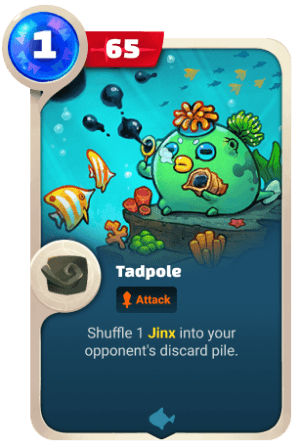 1
65
Tadpole
Attack
Shuffle 1 Jinx into your
opponent's discard pile.